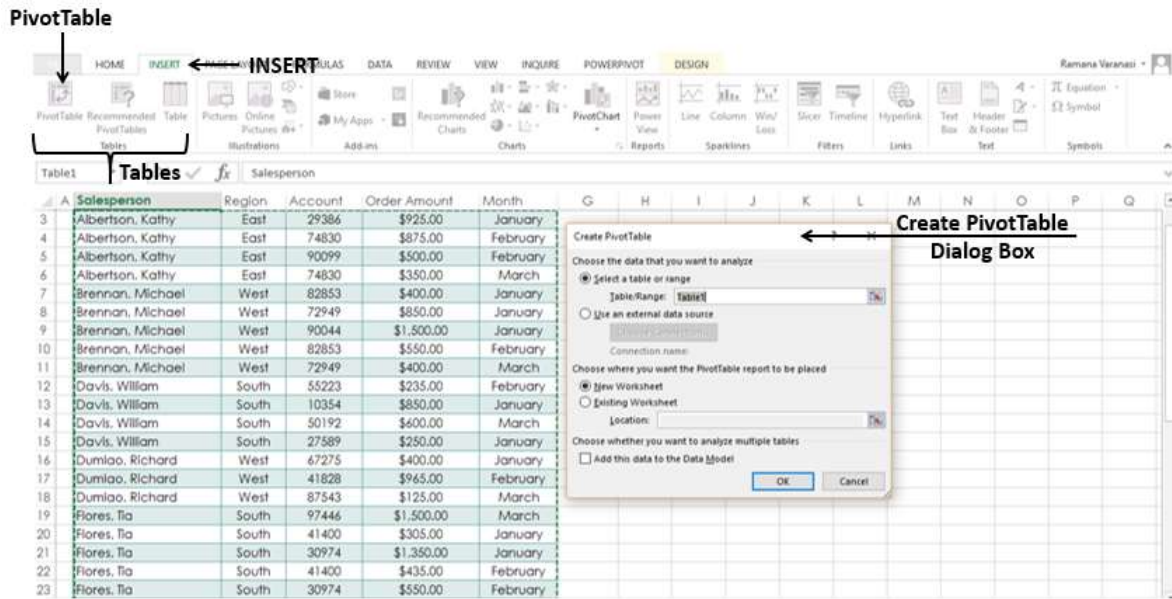 PivotTable
HOME INSERT INSERT FORMULAS DATA REVIEW VIEW INQUIRE POWERPIVOT DESIGN Ramana Varanasi
PivotTable Recommended PivotTables Table Pictures Online Pictures Store My Apps Recommended Charts PivotChart Power View Line Column Win/Loss Slicer Timeline Hyperlink Text Box Header & Footer Equation Symbol
Tables Illustrations Add-ins Charts Reports Sparklines Filters Links Text Symbols
Tables
Table1 fx Salesperson
A Salesperson Region Account Order Amount Month G H I J K L M N O P Q
3 Albertson, Kathy East 29386 $925.00 January
4 Albertson, Kathy East 74830 $875.00 February
5 Albertson, Kathy East 90099 $500.00 February
6 Albertson, Kathy East 74830 $350.00 March
7 Brennan, Michael West 82853 $400.00 January
8 Brennan, Michael West 72949 $850.00 January
9 Brennan, Michael West 90044 $1,500.00 January
10 Brennan, Michael West 82853 $550.00 February
11 Brennan, Michael West 72949 $400.00 March
12 Davis, William South 55223 $235.00 February
13 Davis, William South 10354 $850.00 January
14 Davis, William South 50192 $600.00 March
15 Davis, William South 27589 $250.00 January
16 Dumlao, Richard West 67275 $400.00 January
17 Dumlao, Richard West 41828 $965.00 February
18 Dumlao, Richard West 87543 $125.00 March
19 Flores, Tia South 97446 $1,500.00 March
20 Flores, Tia South 41400 $305.00 January
21 Flores, Tia South 30974 $1,350.00 January
22 Flores, Tia South 41400 $435.00 February
23 Flores, Tia South 30974 $550.00 February
Create PivotTable
Choose the data that you want to analyze
Select a table or range
Table/Range: Table1
Use an external data source
Connection name:
Choose where you want the PivotTable report to be placed
New Worksheet
Existing Worksheet
Location:
Choose whether you want to analyze multiple tables
Add this data to the Data Model
OK Cancel
Create PivotTable
Dialog Box